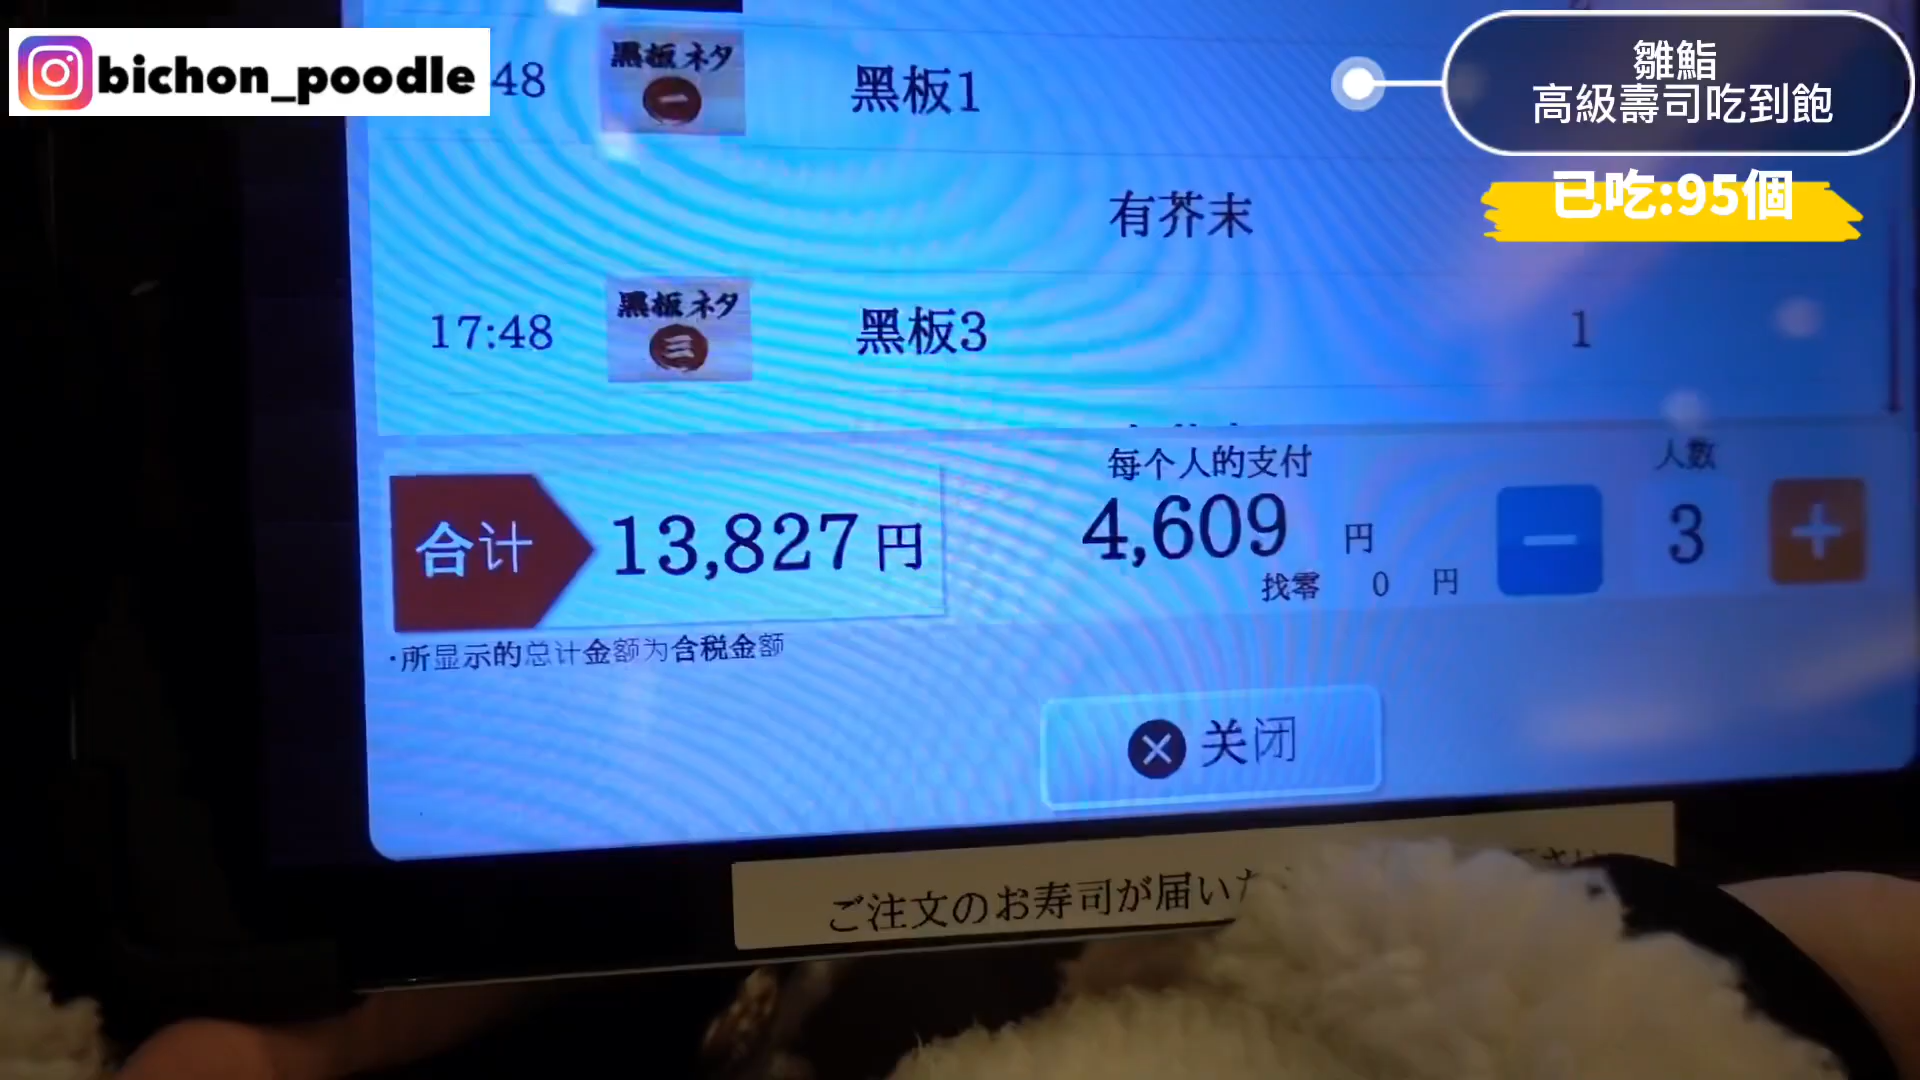 bichon_poodle
48
黑板ネタ
一
黑板1
雛鮨
高級壽司吃到飽
已吃:95個
有芥末
17:48
黑板ネタ
三
黑板3
1
合计
13,827 円
每个人的支付
4,609 円
找零 0 円
人数
3
·所显示的总计金额为含税金额
关闭
ご注文のお寿司が届いた